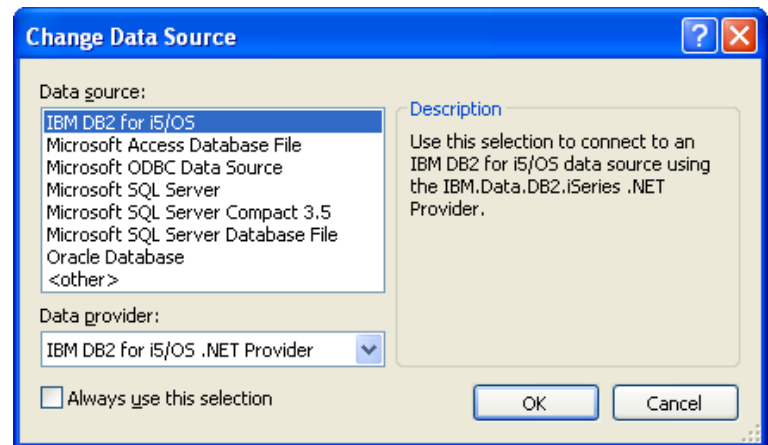 Change Data Source
Data source:
IBM DB2 for i5/OS
Microsoft Access Database File
Microsoft ODBC Data Source
Microsoft SQL Server
Microsoft SQL Server Compact 3.5
Microsoft SQL Server Database File
Oracle Database
<other>
Data provider:
IBM DB2 for i5/OS .NET Provider
Always use this selection
Description
Use this selection to connect to an
IBM DB2 for i5/OS data source using
the IBM.Data.DB2.iSeries .NET
Provider.
OK
Cancel